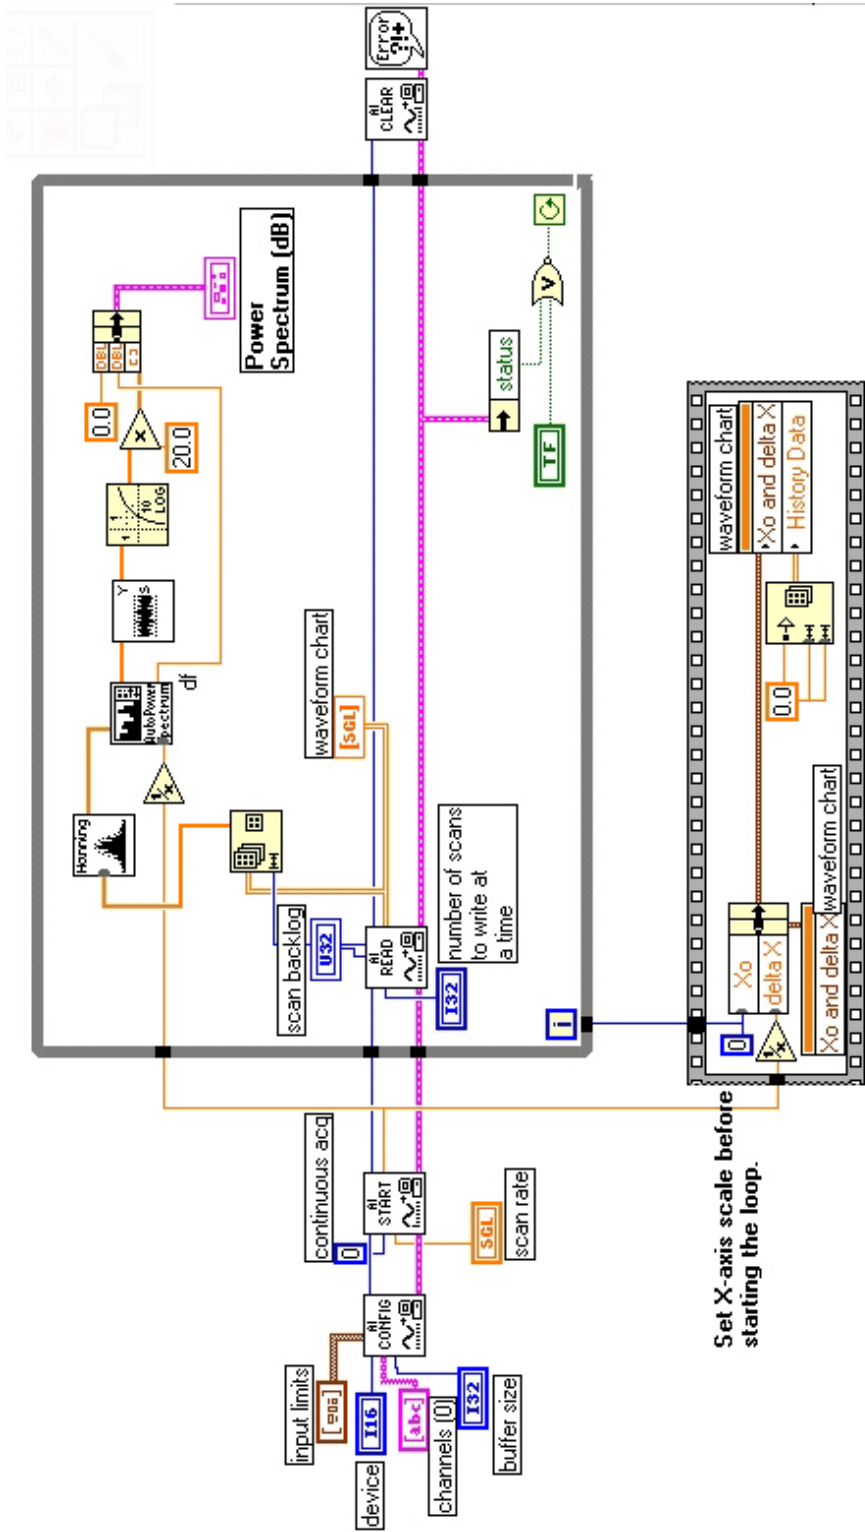 input limits
device
I16
[abc]
channels (0)
I32
buffer size
AI
CONFIG
continuous acq
0
AI
START
SGL
scan rate
scan backlog
U32
AI
READ
I32
number of scans
to write at
a time
waveform chart
[SGL]
Hanning
1/x
AutoPower
Spectrum
df
Y
S
1
1
10
LOG
x
20.0
0.0
DBL
DBL
Power
Spectrum (dB)
status
TF
V
i
AI
CLEAR
Error
?!+
Set X-axis scale before
starting the loop.
0
1/x
Xo
delta X
Xo and delta X
waveform chart
0.0
waveform chart
Xo and delta X
History Data